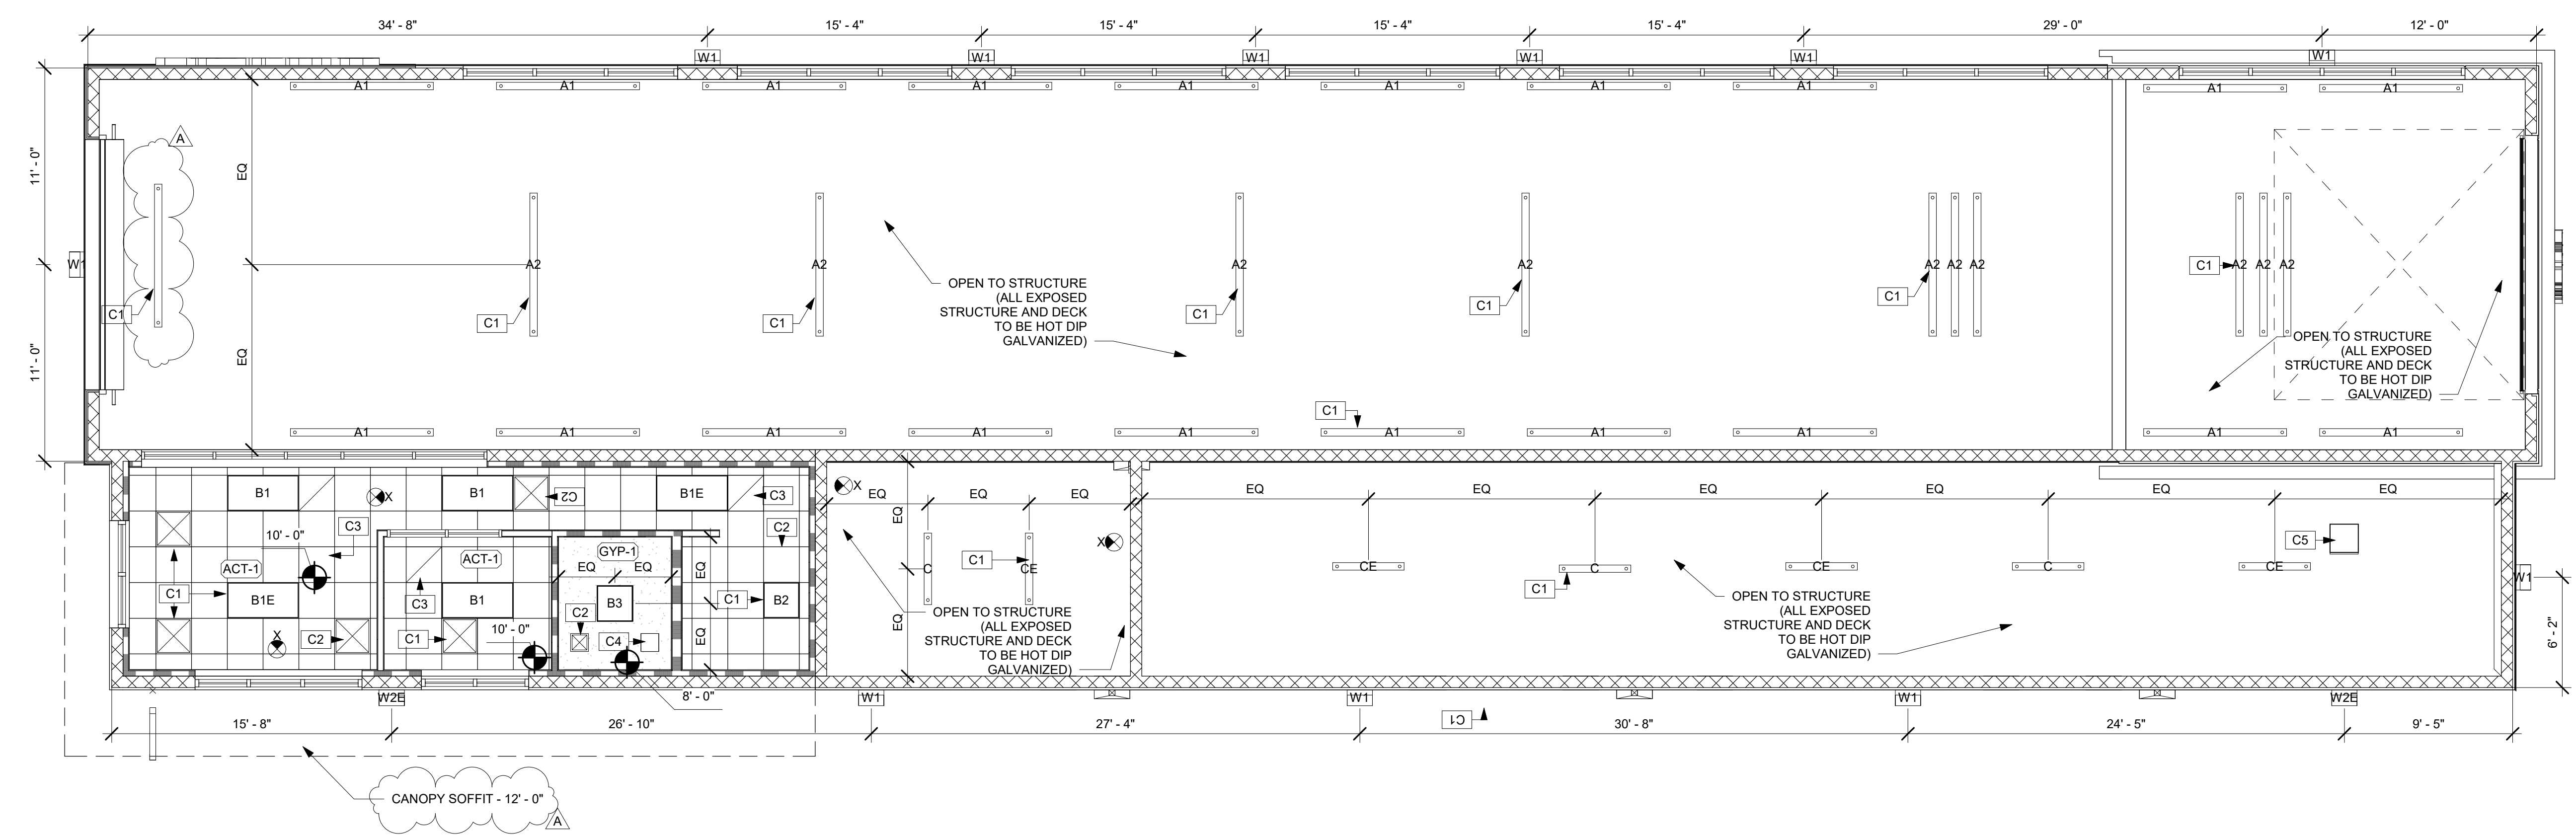 34' - 8" 15' - 4" 15' - 4" 15' - 4" 15' - 4" 29' - 0" 12' - 0"
W1 W1 W1 W1 W1 W1
A1 A1 A1 A1 A1 A1 A1 A1 A1 A1
A
11' - 0"
EQ
W1 A2 A2 A2 A2 A2 A2 A2 A2 A2 A2
C1
C1 C1 C1 C1 C1 C1
OPEN TO STRUCTURE
(ALL EXPOSED
STRUCTURE AND DECK
TO BE HOT DIP
GALVANIZED)
OPEN TO STRUCTURE
(ALL EXPOSED
STRUCTURE AND DECK
TO BE HOT DIP
GALVANIZED)
11' - 0"
EQ
C1
A1 A1 A1 A1 A1 A1 A1 A1 A1 A1
B1 X B1 C2 B1E C3
X EQ EQ EQ
EQ EQ EQ EQ EQ EQ
C3 C2
10' - 0"
EQ
X
C5
ACT-1 ACT-1 GYP-1
EQ EQ EQ
C1 C CE
CE C CE C CE
C1
W1
C1 B1E C3 B1 B3 C1 B2
OPEN TO STRUCTURE
(ALL EXPOSED
STRUCTURE AND DECK
TO BE HOT DIP
GALVANIZED)
OPEN TO STRUCTURE
(ALL EXPOSED
STRUCTURE AND DECK
TO BE HOT DIP
GALVANIZED)
X C2 C1 10' - 0" C2 C4 EQ EQ
6' - 2"
8' - 0"
W2E W1 W1 W1 W2E
C1
15' - 8" 26' - 10" 27' - 4" 30' - 8" 24' - 5" 9' - 5"
CANOPY SOFFIT - 12' - 0"
A